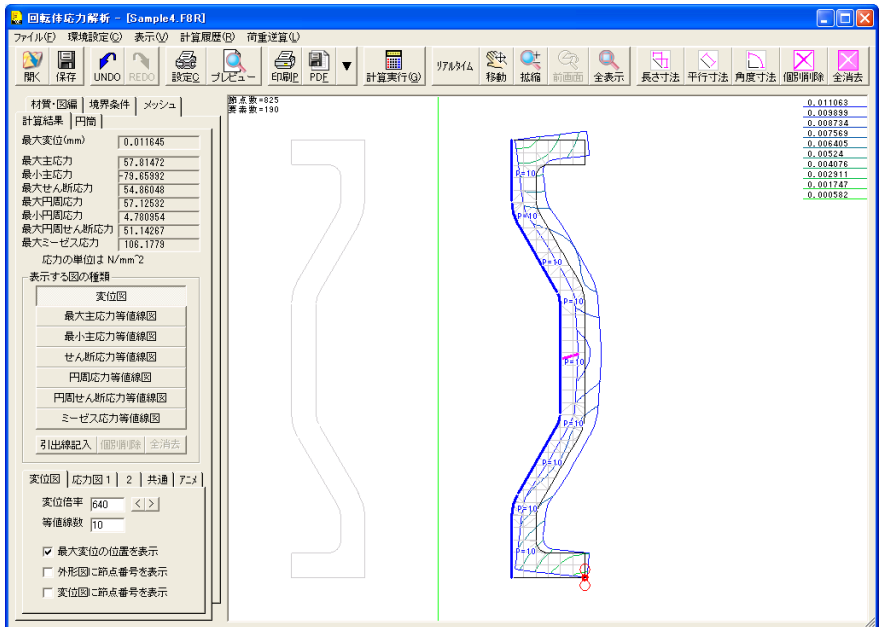 回転体応力解析 - [Sample4.F8R]
ファイル(F) 環境設定(C) 表示(V) 計算履歴(R) 荷重逆算(L)
開く 保存 UNDO REDO 設定C プレビュー 印刷P PDF 計算実行(G) リアルタイム 移動 拡縮 前画面 全表示 長さ寸法 平行寸法 角度寸法 個別削除 全消去
材質・図編 境界条件 メッシュ
計算結果 円筒
最大変位(mm) 0.011645
最大主応力 57.81472
最小主応力 -79.65992
最大せん断応力 54.86048
最大円周応力 57.12532
最小円周応力 4.780954
最大円周せん断応力 51.14267
最大ミーゼス応力 106.1779
応力の単位は N/mm^2
表示する図の種類
変位図
最大主応力等値線図
最小主応力等値線図
せん断応力等値線図
円周応力等値線図
円周せん断応力等値線図
ミーゼス応力等値線図
引出線記入 個別削除 全消去
変位図 応力図1 2 共通 アニメ
変位倍率 640 < >
等値線数 10
最大変位の位置を表示
外形図に節点番号を表示
変位図に節点番号を表示
節点数=825
要素数=190
P=10
P=10
P=10
P=10
P=10
P=10
P=10
P=10
P=10
0.011063
0.009899
0.008734
0.007569
0.006405
0.00524
0.004076
0.002911
0.001747
0.000582